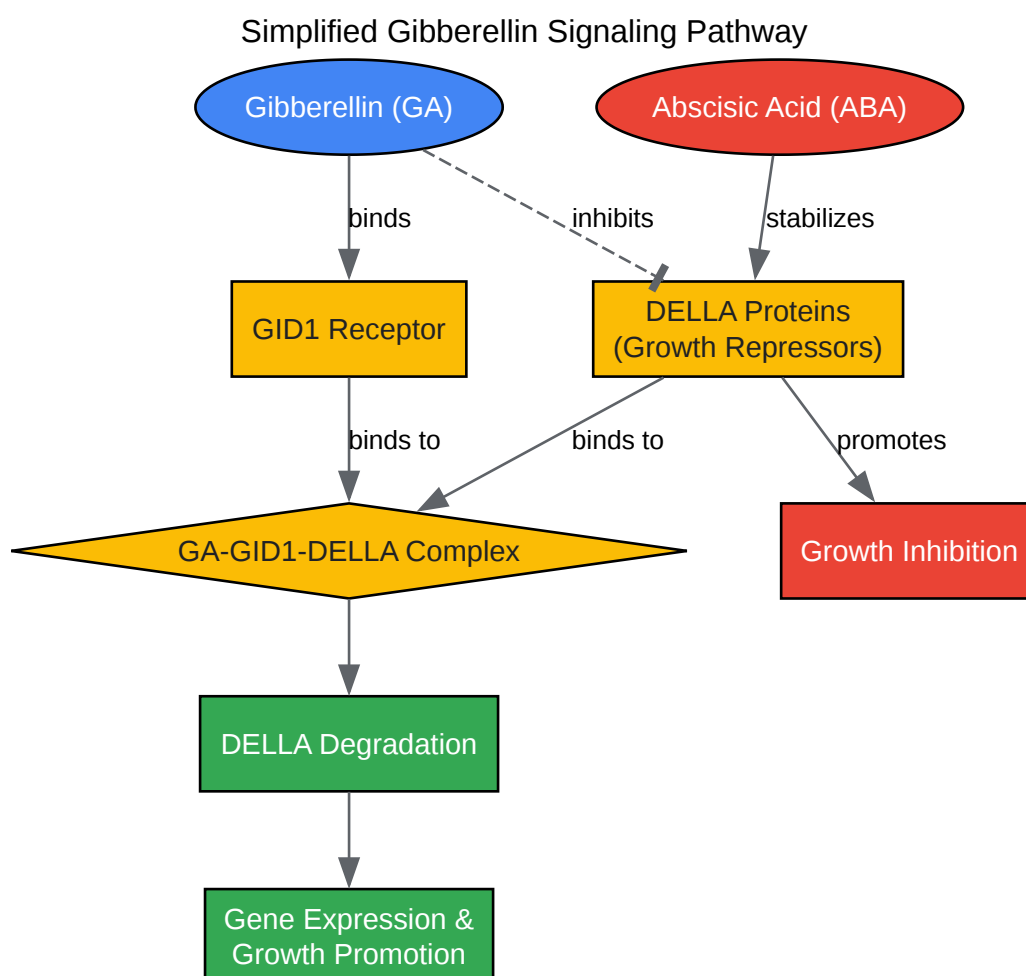 Simplified Gibberellin Signaling Pathway
Gibberellin (GA)
Abscisic Acid (ABA)
binds
inhibits
stabilizes
GID1 Receptor
DELLA Proteins
(Growth Repressors)
binds to
binds to
promotes
GA-GID1-DELLA Complex
Growth Inhibition
DELLA Degradation
Gene Expression &
Growth Promotion